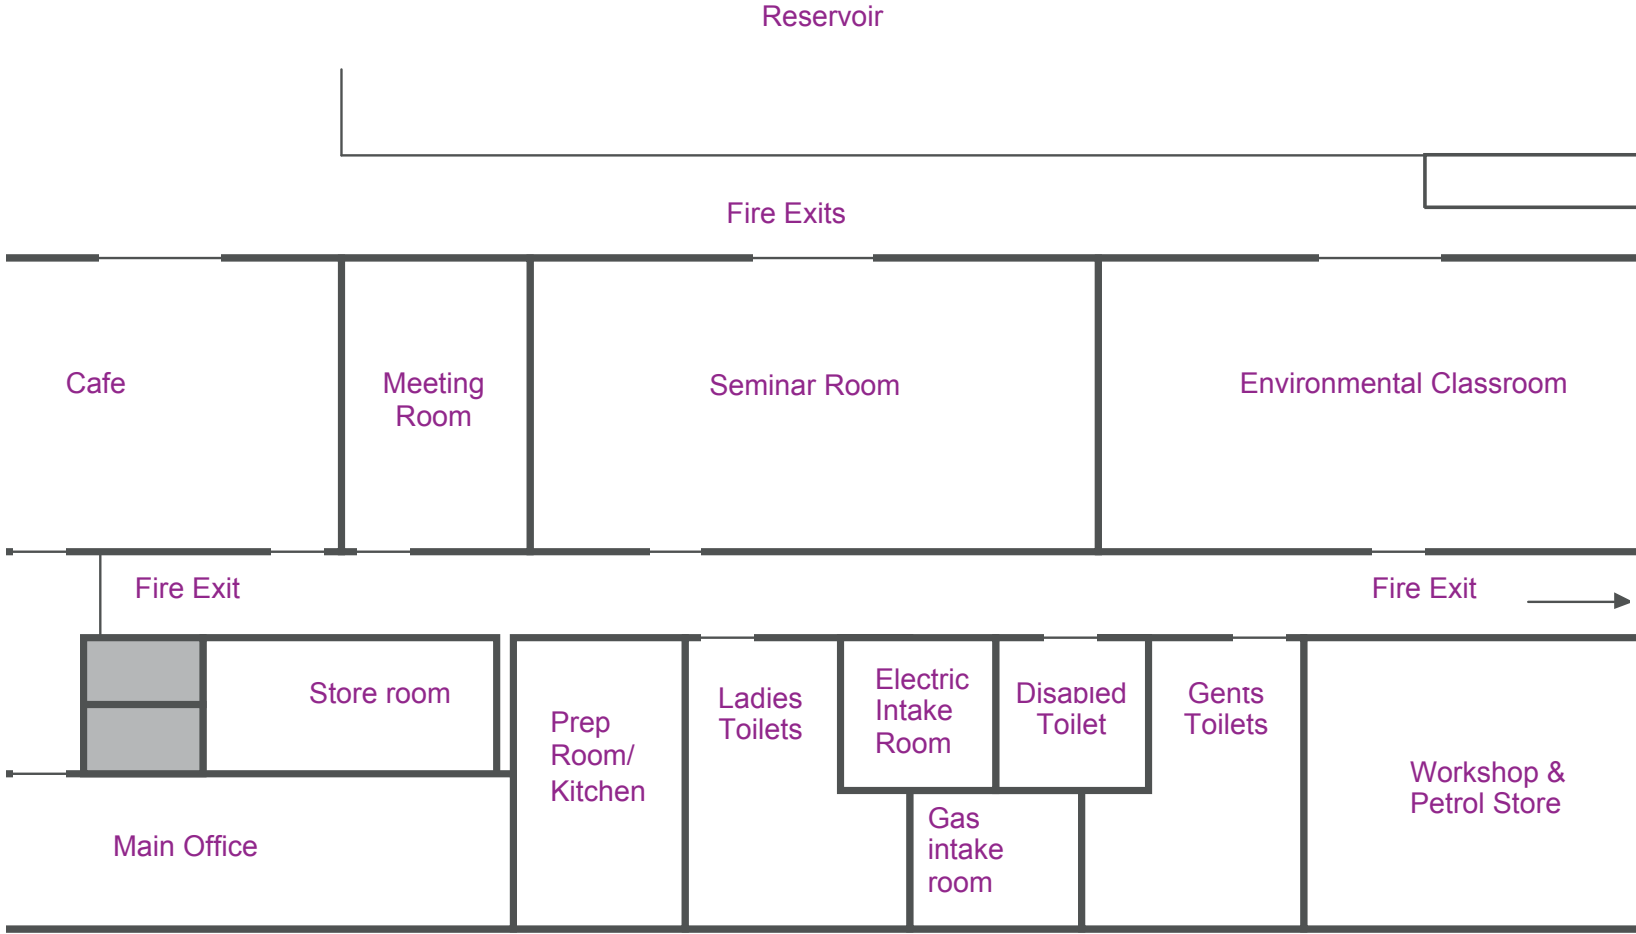 Reservoir
Fire Exits
Cafe
Meeting
Room
Seminar Room
Environmental Classroom
Fire Exit
Fire Exit
Store room
Prep
Room/
Kitchen
Ladies
Toilets
Electric
Intake
Room
Disabled
Toilet
Gents
Toilets
Workshop &
Petrol Store
Main Office
Gas
intake
room